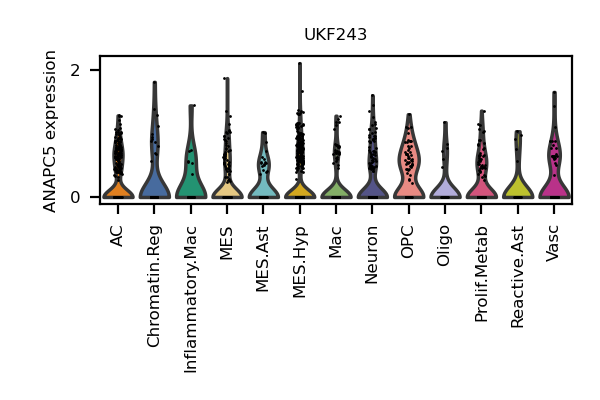 UKF243
ANAPC5 expression
2
0
AC
Chromatin.Reg
Inflammatory.Mac
MES
MES.Ast
MES.Hyp
Mac
Neuron
OPC
Oligo
Prolif.Metab
Reactive.Ast
Vasc